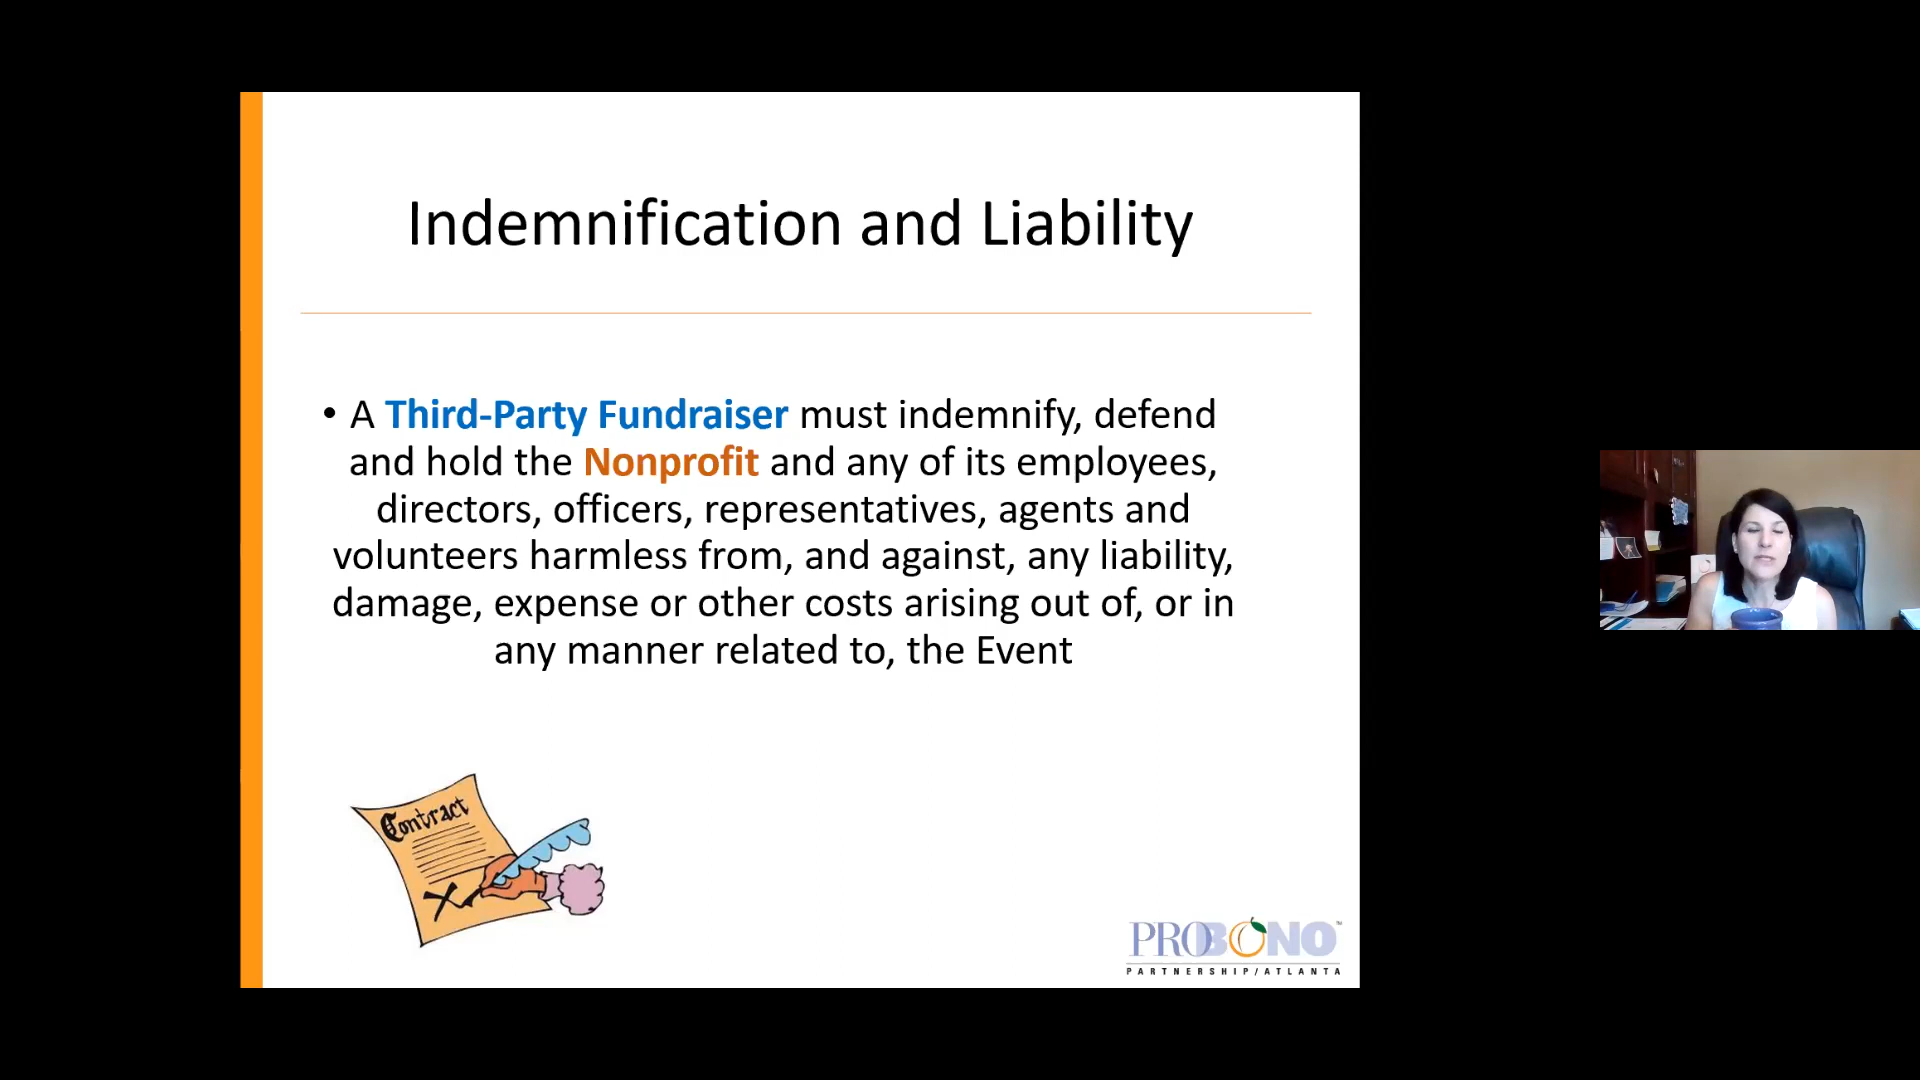 Indemnification and Liability
• A Third-Party Fundraiser must indemnify, defend
and hold the Nonprofit and any of its employees,
directors, officers, representatives, agents and
volunteers harmless from, and against, any liability,
damage, expense or other costs arising out of, or in
any manner related to, the Event
Contract
X
PROBONO™
PARTNERSHIP/ATLANTA